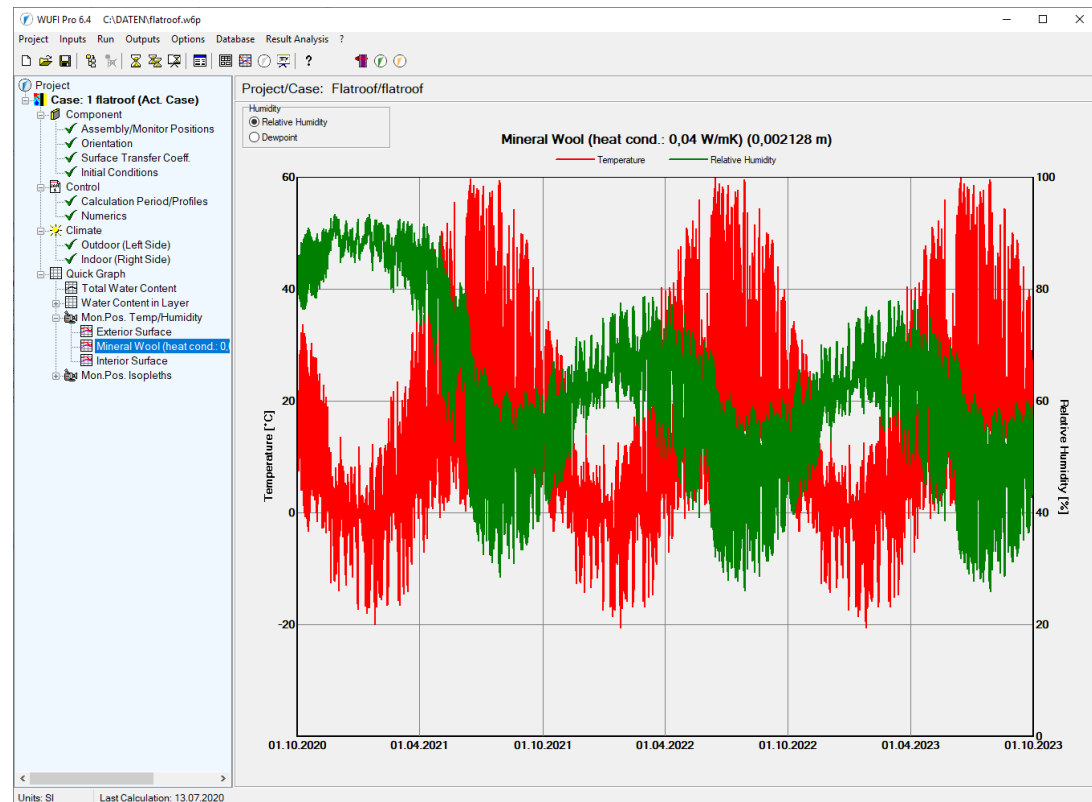 WUFI Pro 6.4 C:\DATEN\flatroof.w6p
Project Inputs Run Outputs Options Database Result Analysis ?
?
Project
Case: 1 flatroof (Act. Case)
Component
Assembly/Monitor Positions
Orientation
Surface Transfer Coeff.
Initial Conditions
Control
Calculation Period/Profiles
Numerics
Climate
Outdoor (Left Side)
Indoor (Right Side)
Quick Graph
Total Water Content
Water Content in Layer
Mon.Pos. Temp/Humidity
Exterior Surface
Mineral Wool (heat cond.: 0,
Interior Surface
Mon.Pos. Isopleths
Project/Case: Flatroof/flatroof
Humidity
Relative Humidity
Dewpoint
Mineral Wool (heat cond.: 0,04 W/mK) (0,002128 m)
Temperature Relative Humidity
60 100
40 80
20 60
0 40
-20 20
0
Temperature [°C]
Relative Humidity [%]
01.10.2020 01.04.2021 01.10.2021 01.04.2022 01.10.2022 01.04.2023 01.10.2023
Units: SI Last Calculation: 13.07.2020